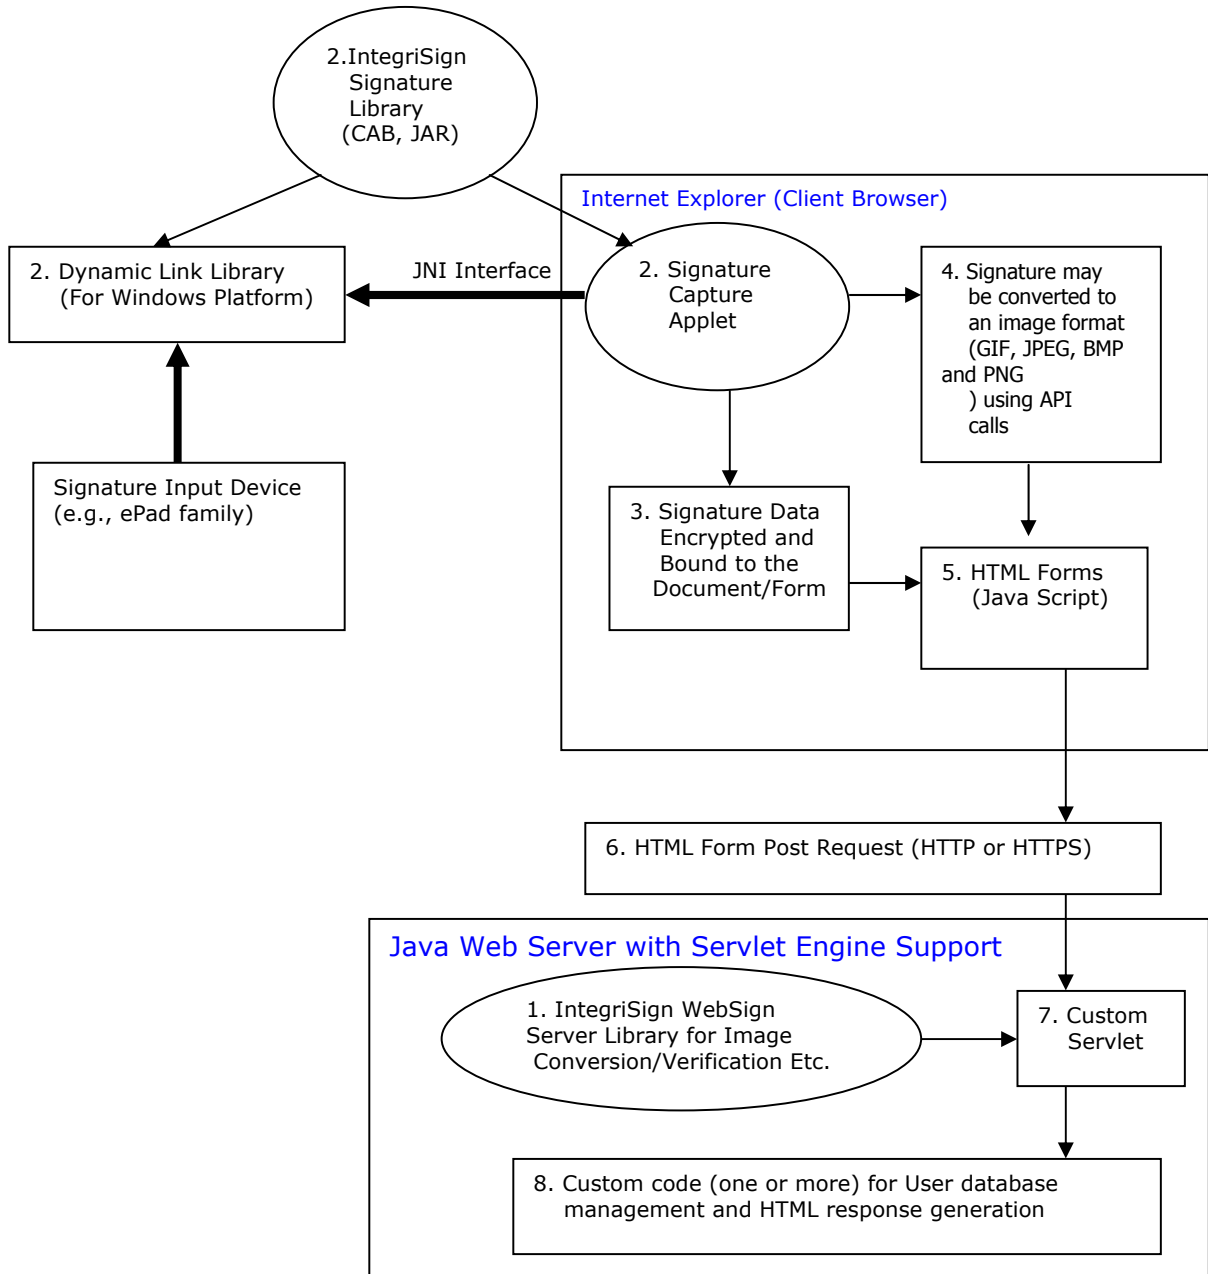 2.IntegriSign
Signature
Library
(CAB, JAR)
Internet Explorer (Client Browser)
2. Dynamic Link Library
(For Windows Platform)
JNI Interface
2. Signature
Capture
Applet
4. Signature may
be converted to
an image format
(GIF, JPEG, BMP
and PNG
) using API
calls
Signature Input Device
(e.g., ePad family)
3. Signature Data
Encrypted and
Bound to the
Document/Form
5. HTML Forms
(Java Script)
6. HTML Form Post Request (HTTP or HTTPS)
Java Web Server with Servlet Engine Support
1. IntegriSign WebSign
Server Library for Image
Conversion/Verification Etc.
7. Custom
Servlet
8. Custom code (one or more) for User database
management and HTML response generation